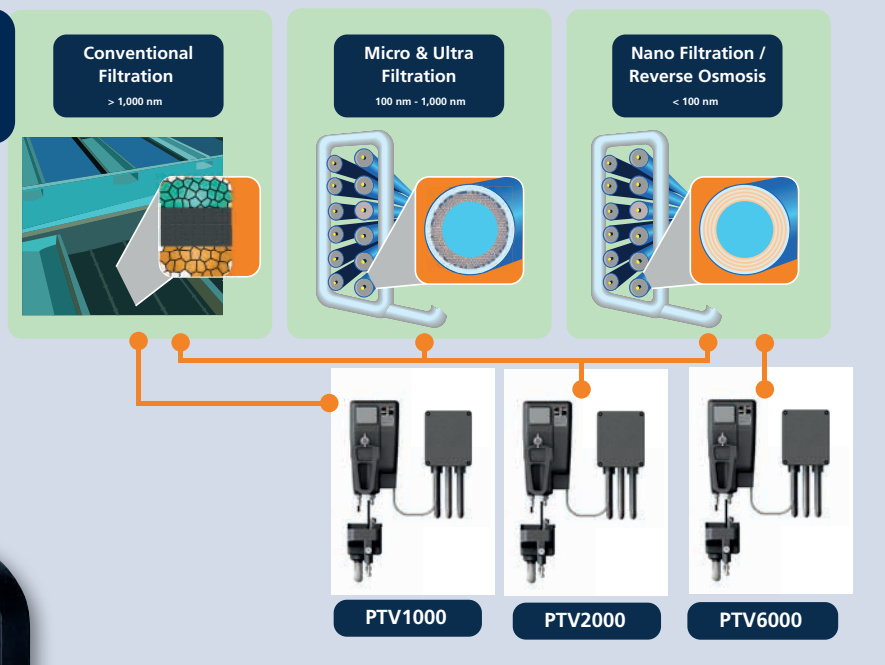 Conventional
Filtration
> 1,000 nm
Micro & Ultra
Filtration
100 nm - 1,000 nm
Nano Filtration /
Reverse Osmosis
< 100 nm
PTV1000
PTV2000
PTV6000